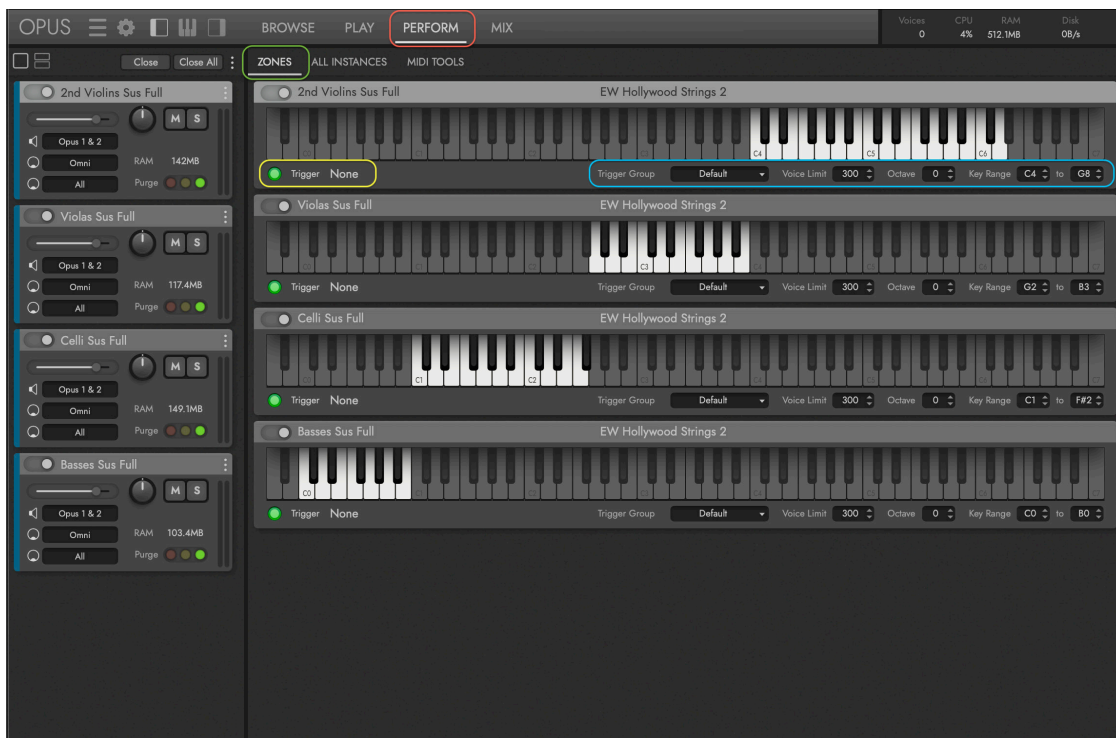 OPUS BROWSE PLAY PERFORM MIX Voices 0 CPU 4% RAM 512.1MB Disk 0B/s
Close Close All ZONES ALL INSTANCES MIDI TOOLS
2nd Violins Sus Full
M S
Opus 1 & 2
Omni RAM 142MB
All Purge
Violas Sus Full
M S
Opus 1 & 2
Omni RAM 117.4MB
All Purge
Celli Sus Full
M S
Opus 1 & 2
Omni RAM 149.1MB
All Purge
Basses Sus Full
M S
Opus 1 & 2
Omni RAM 103.4MB
All Purge
2nd Violins Sus Full EW Hollywood Strings 2
C4 C5 C6
Trigger None Trigger Group Default Voice Limit 300 Octave 0 Key Range C4 to G8
Violas Sus Full EW Hollywood Strings 2
C3
Trigger None Trigger Group Default Voice Limit 300 Octave 0 Key Range G2 to B3
Celli Sus Full EW Hollywood Strings 2
C1 C2
Trigger None Trigger Group Default Voice Limit 300 Octave 0 Key Range C1 to F#2
Basses Sus Full EW Hollywood Strings 2
C0
Trigger None Trigger Group Default Voice Limit 300 Octave 0 Key Range C0 to B0